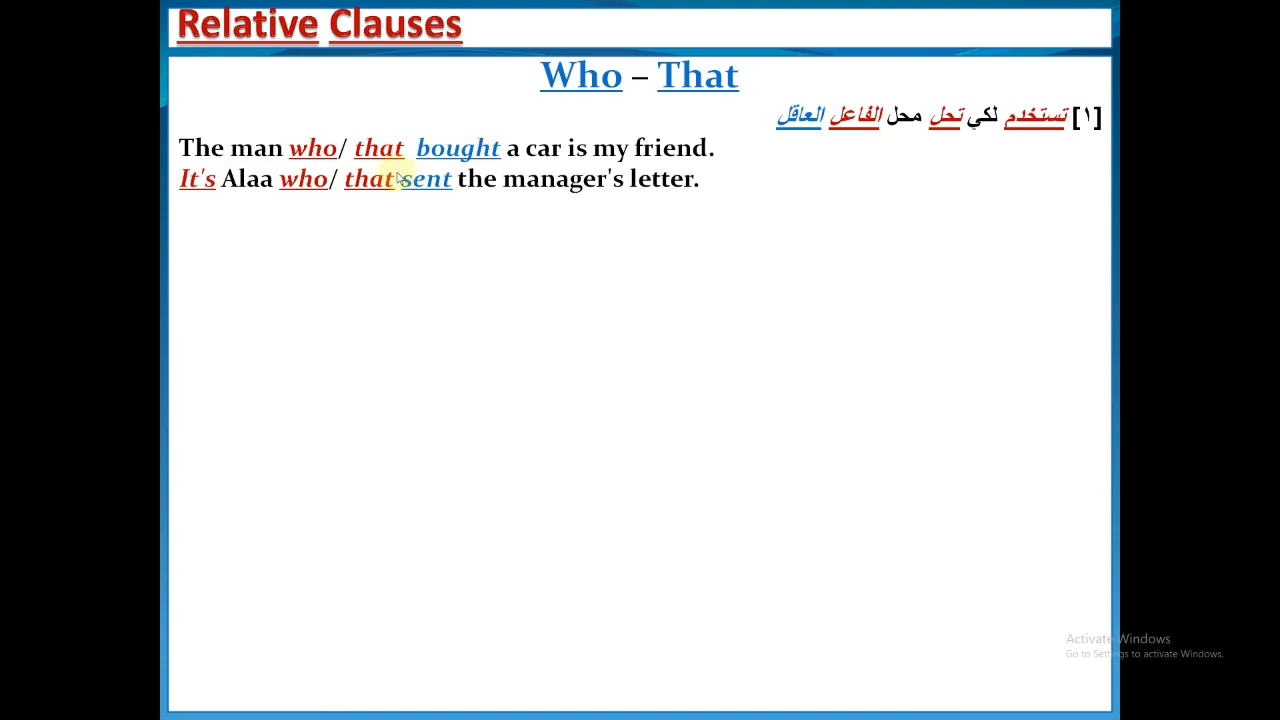 Relative Clauses
Who – That
[١] تستخدم لكي تحل محل الفاعل العاقل
The man who/ that bought a car is my friend.
It's Alaa who/ that sent the manager's letter.
Activate Windows
Go to Settings to activate Windows.